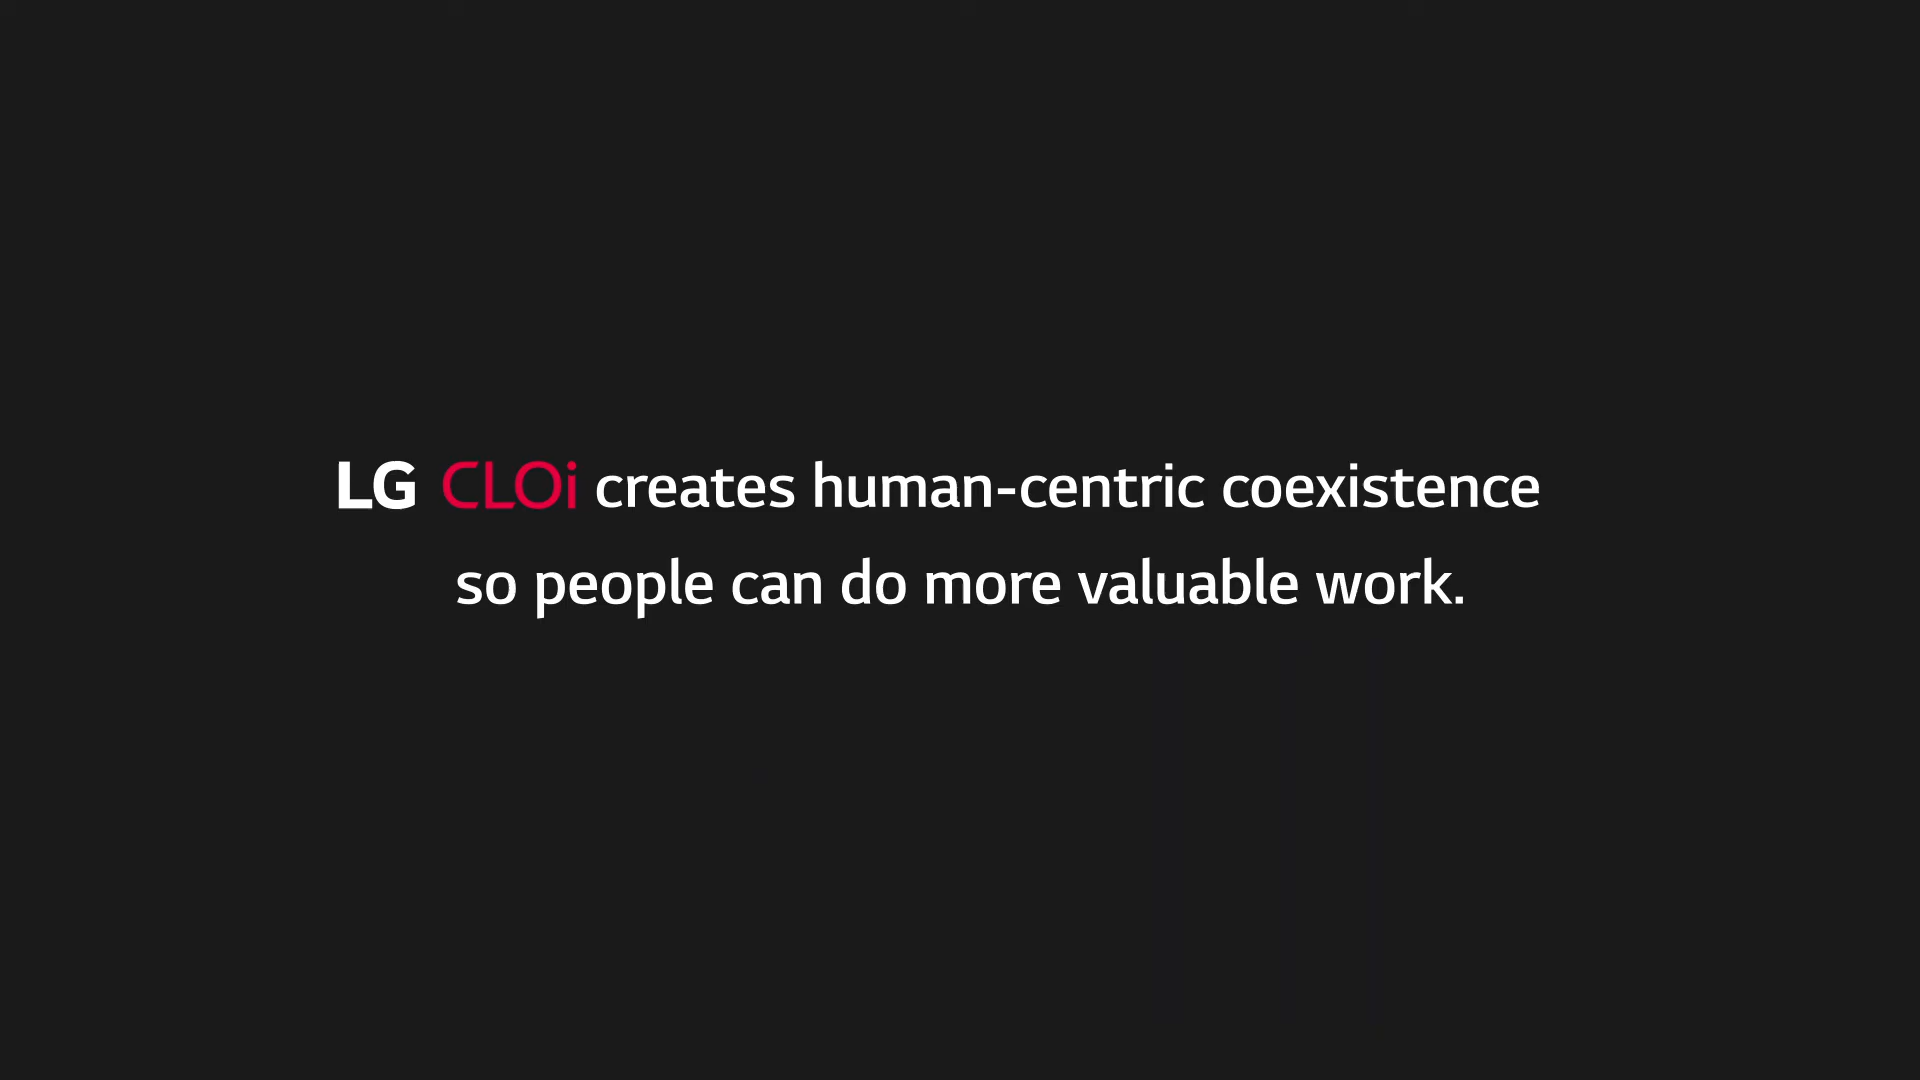 LG CLOi creates human-centric coexistence
so people can do more valuable work.